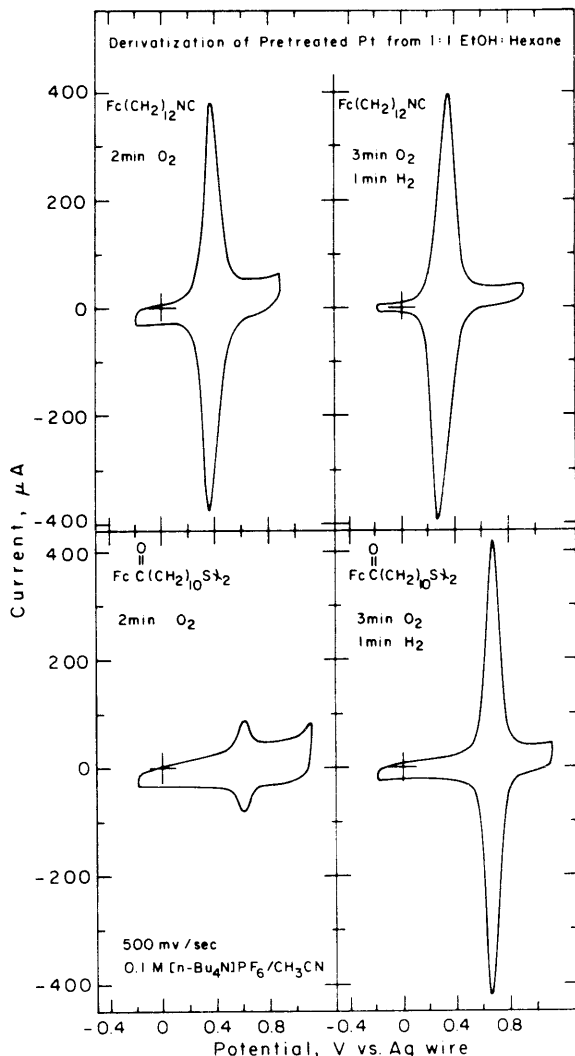 Derivatization of Pretreated Pt from 1:1 EtOH:Hexane
Fc(CH2)12NC
2min O2
Fc(CH2)12NC
3min O2
1min H2
400
200
0
-200
-400
Current, μA
O
||
FcC(CH2)10S)2
2min O2
O
||
FcC(CH2)10S)2
3min O2
1min H2
400
200
0
-200
-400
500 mv/sec
0.1 M [n-Bu4N]PF6/CH3CN
-0.4 0 0.4 0.8 -0.4 0 0.4 0.8
Potential, V vs. Ag wire